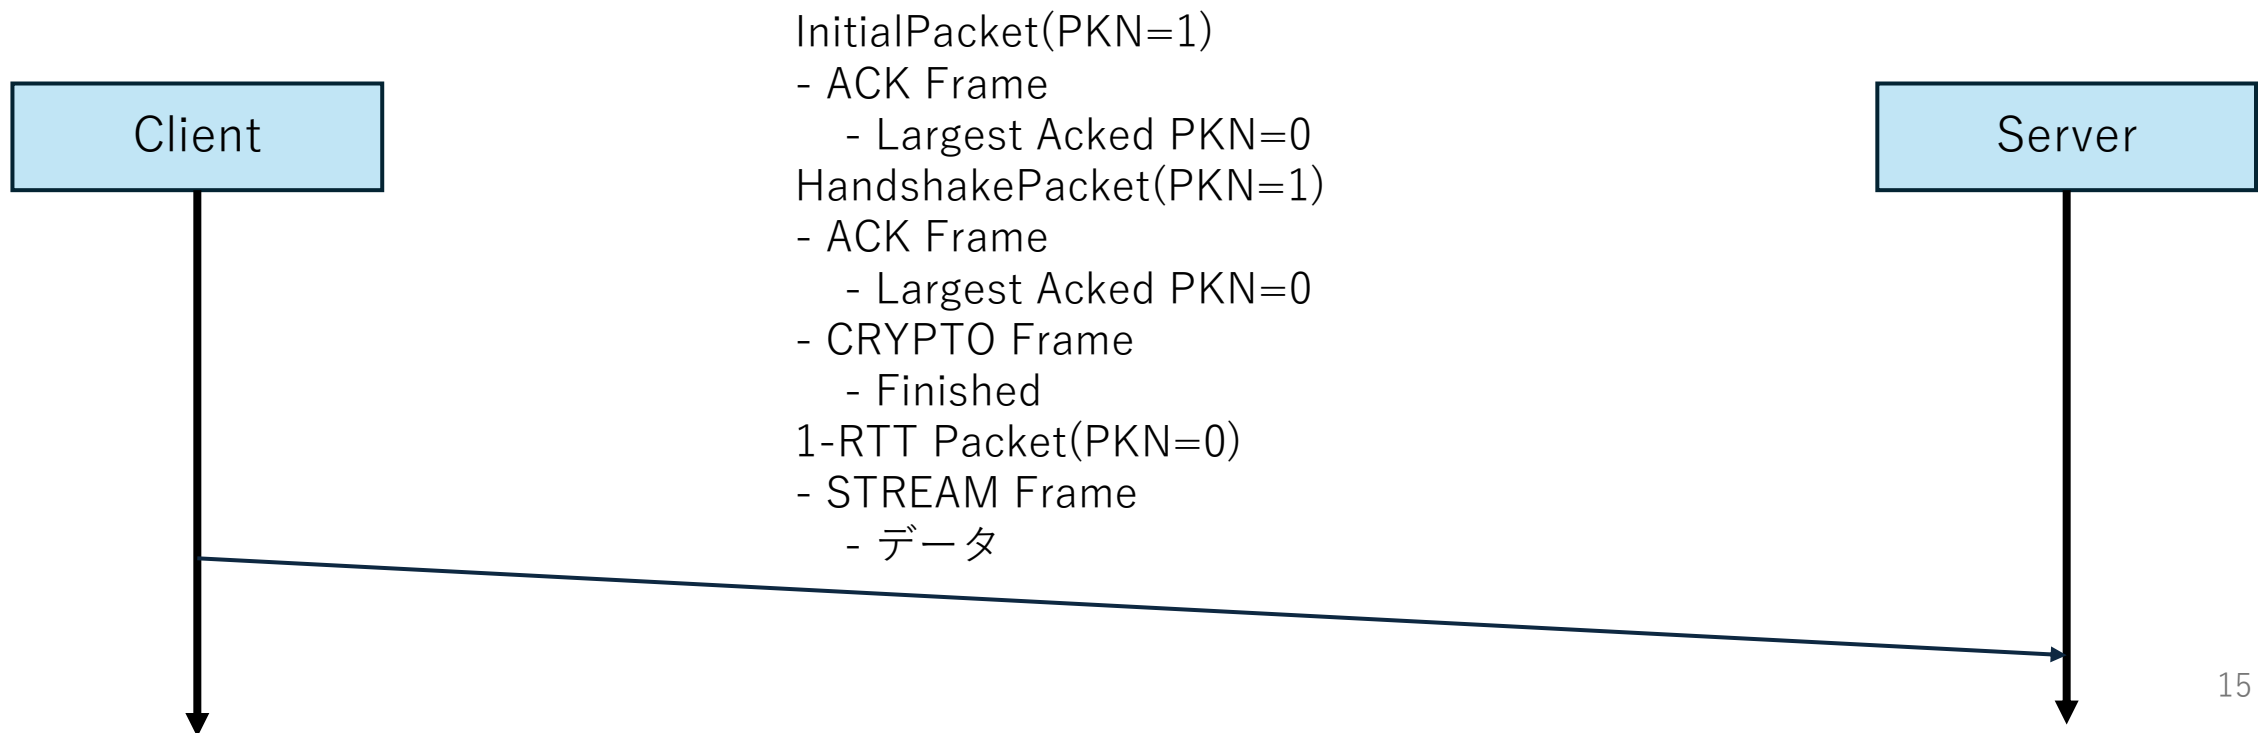 InitialPacket(PKN=1)
- ACK Frame
- Largest Acked PKN=0
HandshakePacket(PKN=1)
- ACK Frame
- Largest Acked PKN=0
- CRYPTO Frame
- Finished
1-RTT Packet(PKN=0)
- STREAM Frame
- データ
Client
Server
15